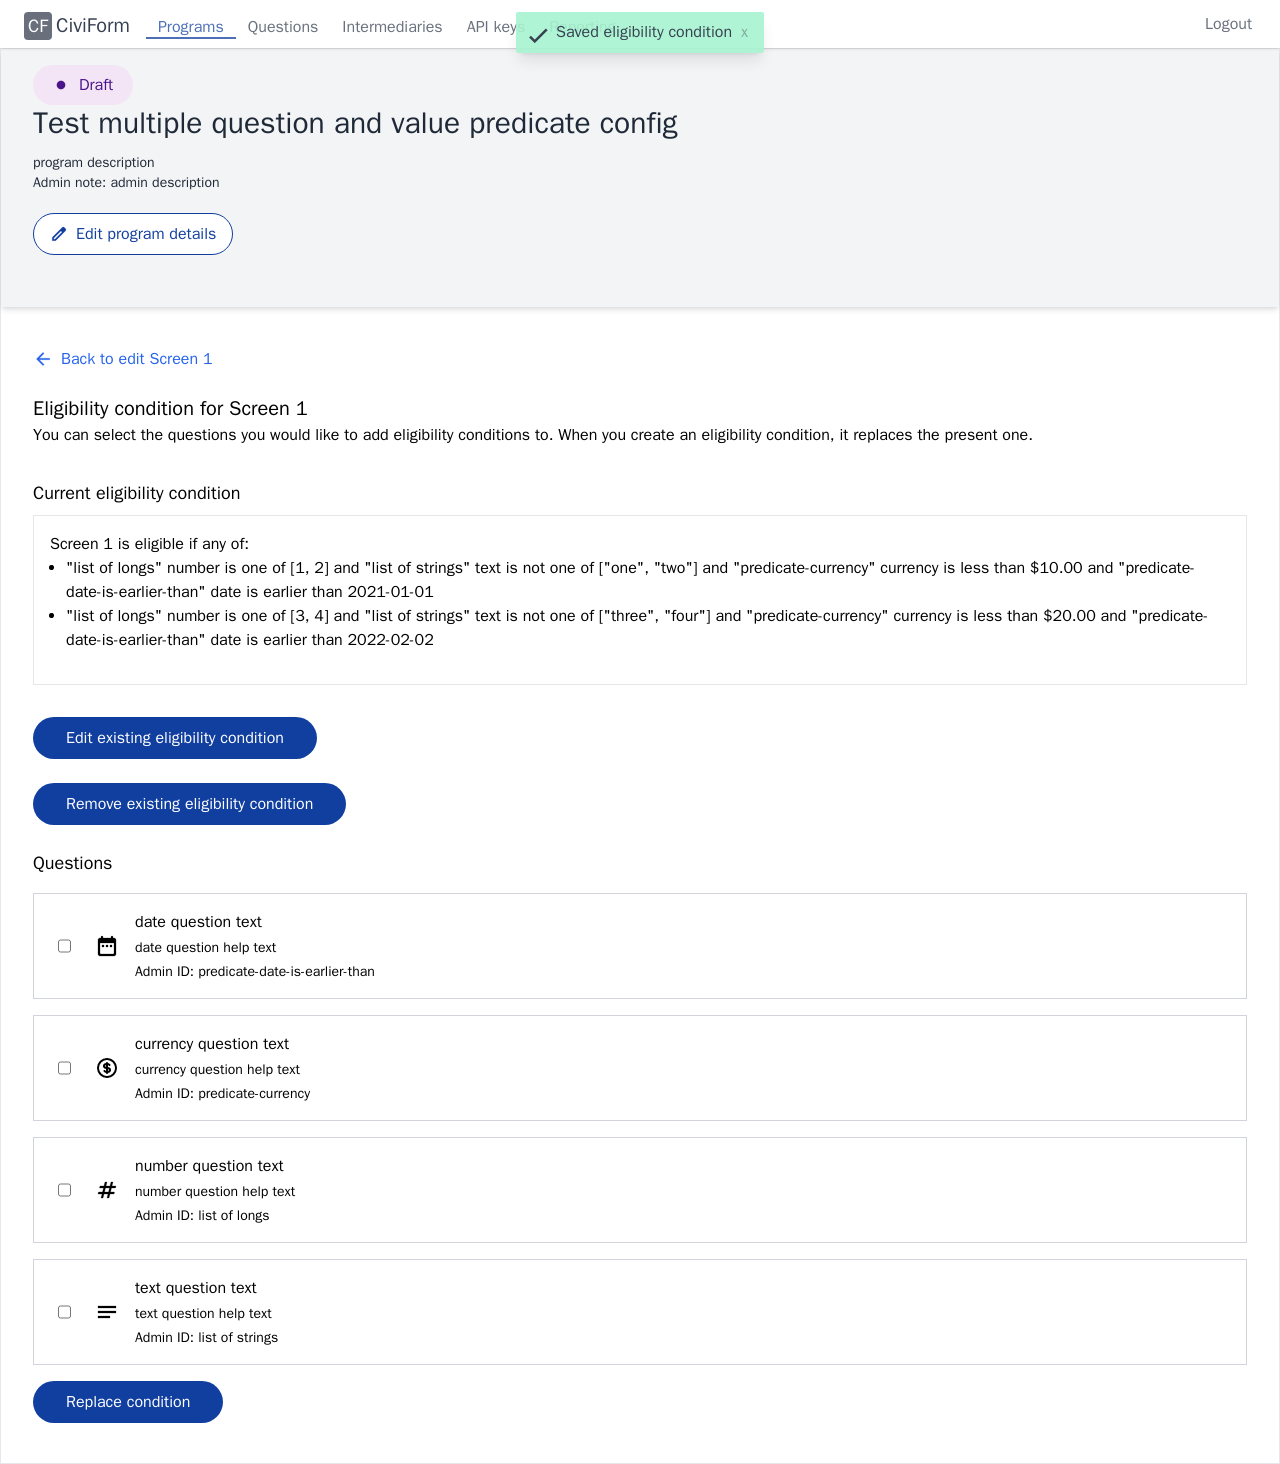 CF CiviForm Programs Questions Intermediaries API keys Logout
Saved eligibility condition x
Draft
Test multiple question and value predicate config
program description
Admin note: admin description
Edit program details
Back to edit Screen 1
Eligibility condition for Screen 1
You can select the questions you would like to add eligibility conditions to. When you create an eligibility condition, it replaces the present one.
Current eligibility condition
Screen 1 is eligible if any of:
"list of longs" number is one of [1, 2] and "list of strings" text is not one of ["one", "two"] and "predicate-currency" currency is less than $10.00 and "predicate-
date-is-earlier-than" date is earlier than 2021-01-01
"list of longs" number is one of [3, 4] and "list of strings" text is not one of ["three", "four"] and "predicate-currency" currency is less than $20.00 and "predicate-
date-is-earlier-than" date is earlier than 2022-02-02
Edit existing eligibility condition
Remove existing eligibility condition
Questions
date question text
date question help text
Admin ID: predicate-date-is-earlier-than
currency question text
currency question help text
Admin ID: predicate-currency
number question text
number question help text
Admin ID: list of longs
text question text
text question help text
Admin ID: list of strings
Replace condition